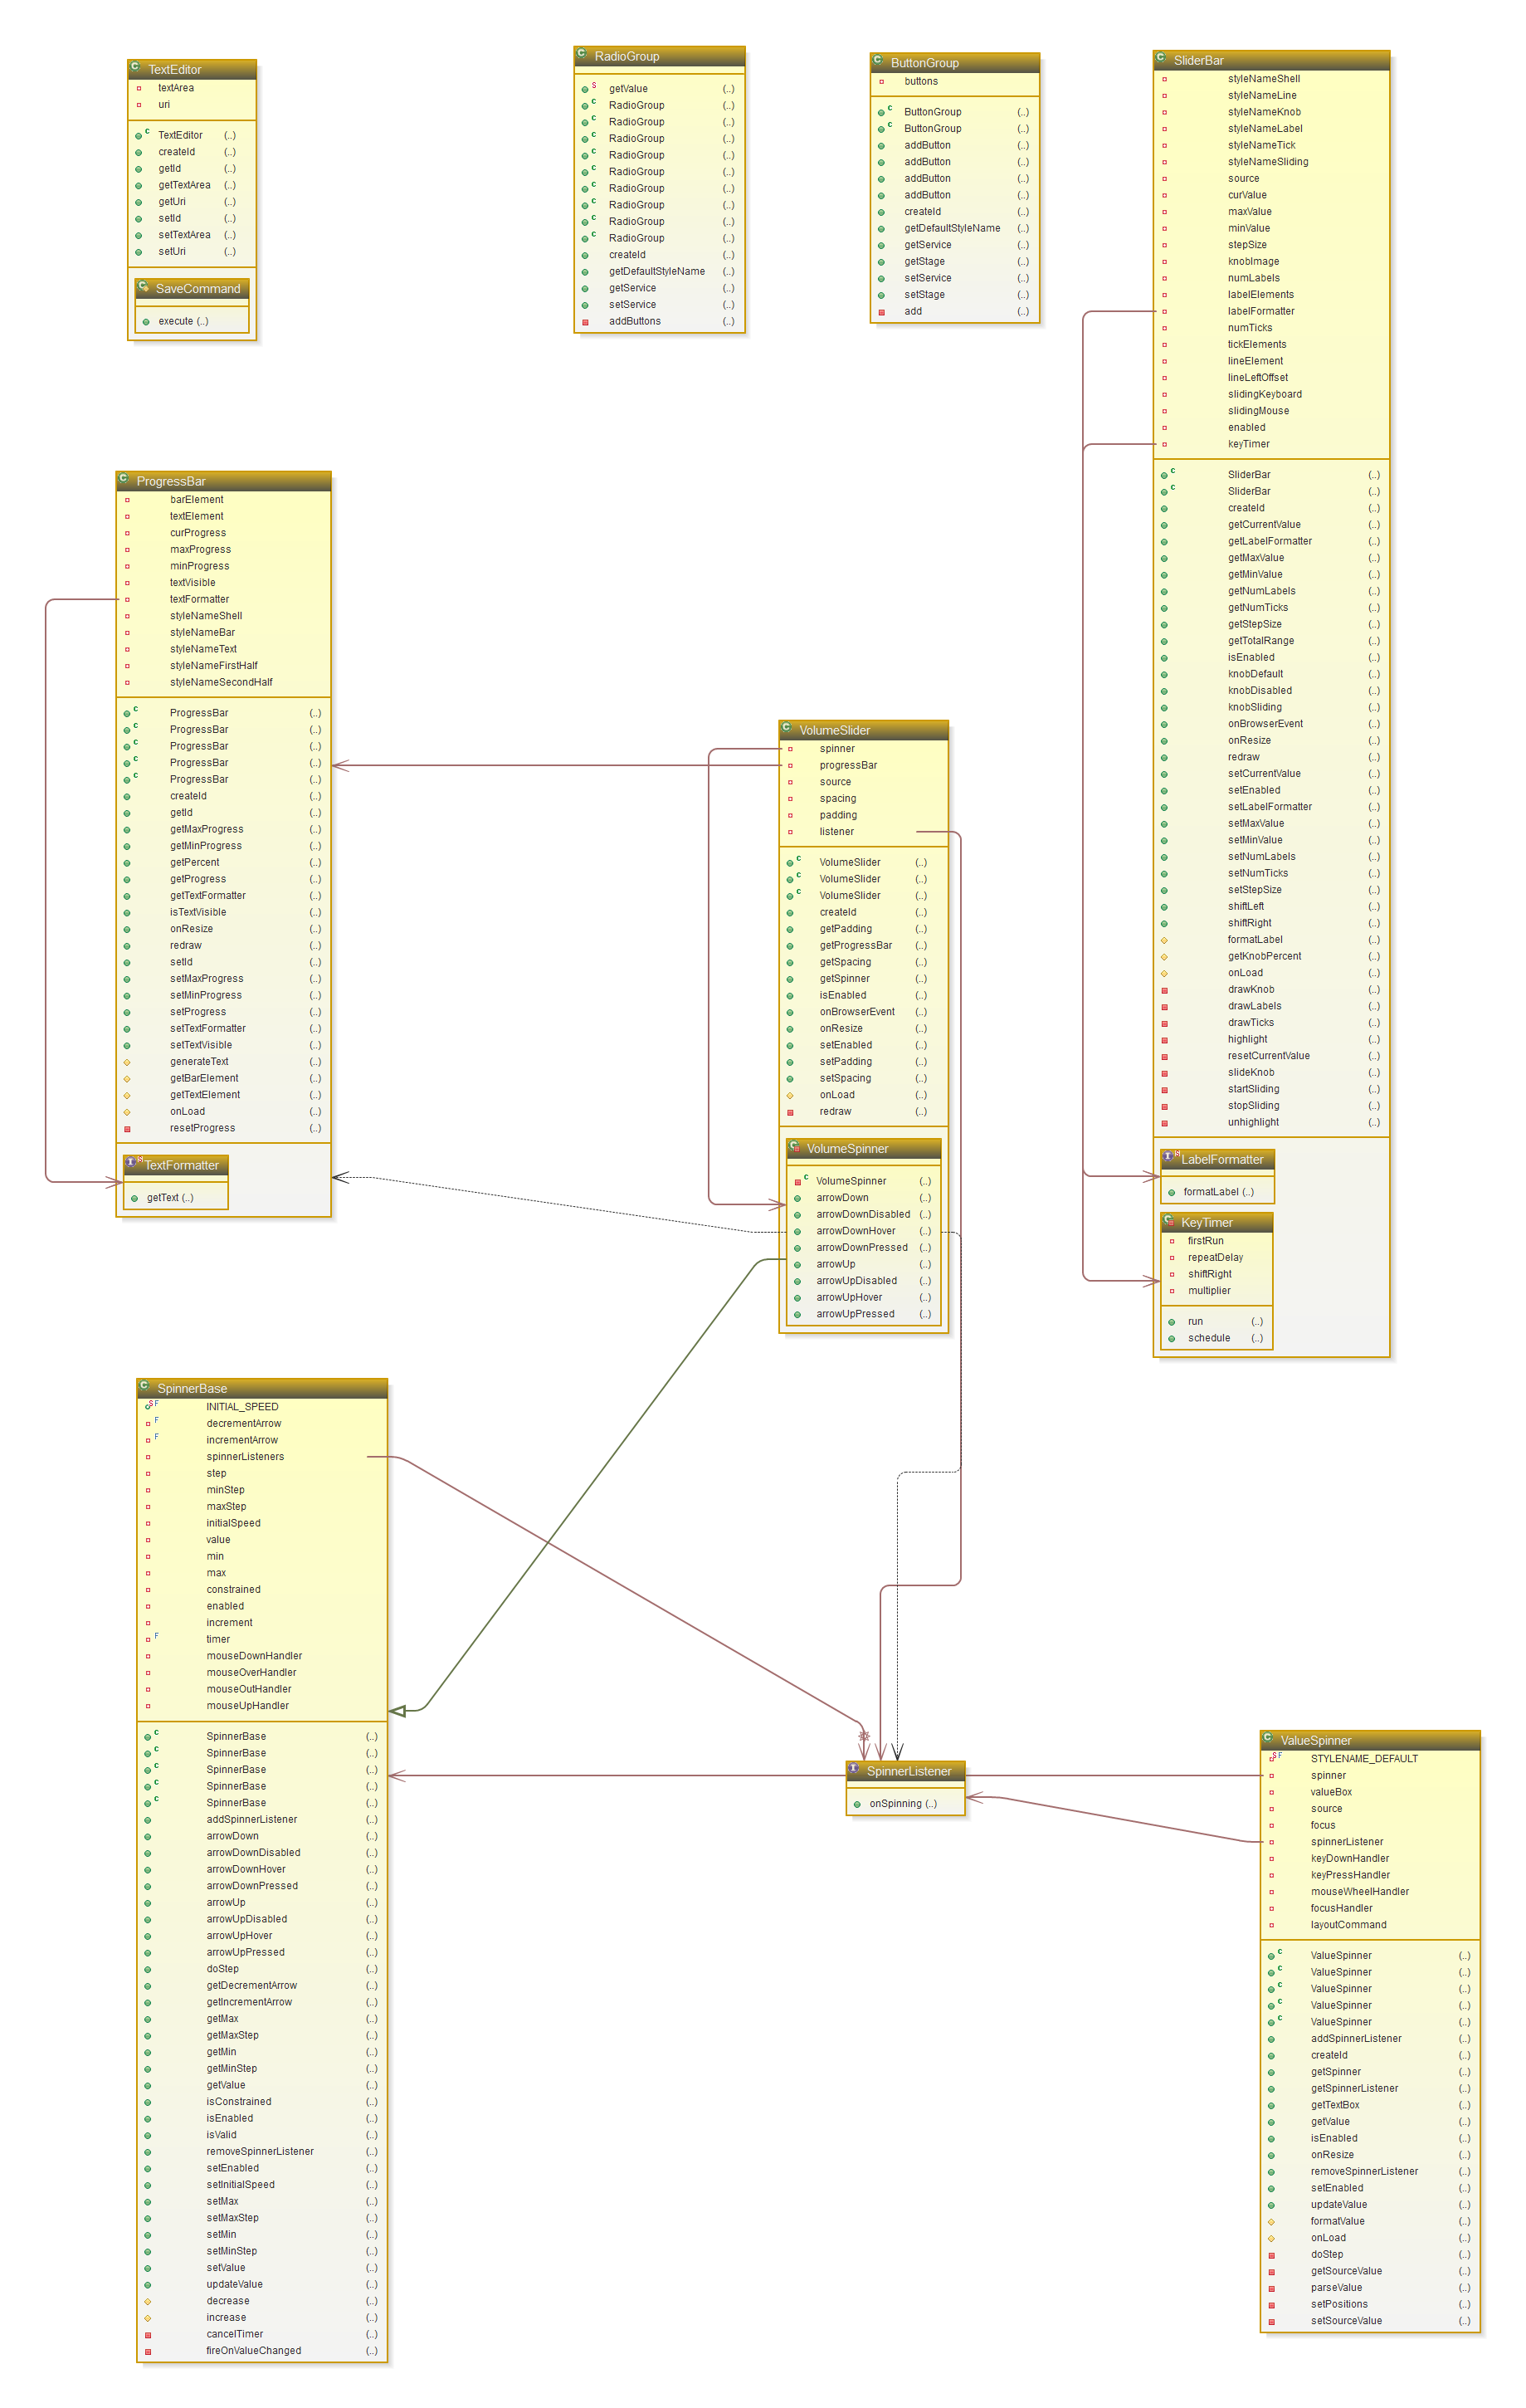 TextEditor
textArea
uri
TextEditor (..)
createId (..)
getId (..)
getTextArea (..)
getUri (..)
setId (..)
setTextArea (..)
setUri (..)
SaveCommand
execute (..)
RadioGroup
getValue (..)
RadioGroup (..)
RadioGroup (..)
RadioGroup (..)
RadioGroup (..)
RadioGroup (..)
RadioGroup (..)
RadioGroup (..)
RadioGroup (..)
RadioGroup (..)
createId (..)
getDefaultStyleName (..)
getService (..)
setService (..)
addButtons (..)
ButtonGroup
buttons
ButtonGroup (..)
ButtonGroup (..)
addButton (..)
addButton (..)
addButton (..)
addButton (..)
createId (..)
getDefaultStyleName (..)
getService (..)
getStage (..)
setService (..)
setStage (..)
add (..)
SliderBar
styleNameShell
styleNameLine
styleNameKnob
styleNameLabel
styleNameTick
styleNameSliding
source
curValue
maxValue
minValue
stepSize
knobImage
numLabels
labelElements
labelFormatter
numTicks
tickElements
lineElement
lineLeftOffset
slidingKeyboard
slidingMouse
enabled
keyTimer
SliderBar (..)
SliderBar (..)
createId (..)
getCurrentValue (..)
getLabelFormatter (..)
getMaxValue (..)
getMinValue (..)
getNumLabels (..)
getNumTicks (..)
getStepSize (..)
getTotalRange (..)
isEnabled (..)
knobDefault (..)
knobDisabled (..)
knobSliding (..)
onBrowserEvent (..)
onResize (..)
redraw (..)
setCurrentValue (..)
setEnabled (..)
setLabelFormatter (..)
setMaxValue (..)
setMinValue (..)
setNumLabels (..)
setNumTicks (..)
setStepSize (..)
shiftLeft (..)
shiftRight (..)
formatLabel (..)
getKnobPercent (..)
onLoad (..)
drawKnob (..)
drawLabels (..)
drawTicks (..)
highlight (..)
resetCurrentValue (..)
slideKnob (..)
startSliding (..)
stopSliding (..)
unhighlight (..)
LabelFormatter
formatLabel (..)
KeyTimer
firstRun
repeatDelay
shiftRight
multiplier
run (..)
schedule (..)
ProgressBar
barElement
textElement
curProgress
maxProgress
minProgress
textVisible
textFormatter
styleNameShell
styleNameBar
styleNameText
styleNameFirstHalf
styleNameSecondHalf
ProgressBar (..)
ProgressBar (..)
ProgressBar (..)
ProgressBar (..)
ProgressBar (..)
createId (..)
getId (..)
getMaxProgress (..)
getMinProgress (..)
getPercent (..)
getProgress (..)
getTextFormatter (..)
isTextVisible (..)
onResize (..)
redraw (..)
setId (..)
setMaxProgress (..)
setMinProgress (..)
setProgress (..)
setTextFormatter (..)
setTextVisible (..)
generateText (..)
getBarElement (..)
getTextElement (..)
onLoad (..)
resetProgress (..)
TextFormatter
getText (..)
VolumeSlider
spinner
progressBar
source
spacing
padding
listener
VolumeSlider (..)
VolumeSlider (..)
VolumeSlider (..)
createId (..)
getPadding (..)
getProgressBar (..)
getSpacing (..)
getSpinner (..)
isEnabled (..)
onBrowserEvent (..)
onResize (..)
setEnabled (..)
setPadding (..)
setSpacing (..)
onLoad (..)
redraw (..)
VolumeSpinner
VolumeSpinner (..)
arrowDown (..)
arrowDownDisabled (..)
arrowDownHover (..)
arrowDownPressed (..)
arrowUp (..)
arrowUpDisabled (..)
arrowUpHover (..)
arrowUpPressed (..)
SpinnerBase
INITIAL_SPEED
decrementArrow
incrementArrow
spinnerListeners
step
minStep
maxStep
initialSpeed
value
min
max
constrained
enabled
increment
timer
mouseDownHandler
mouseOverHandler
mouseOutHandler
mouseUpHandler
SpinnerBase (..)
SpinnerBase (..)
SpinnerBase (..)
SpinnerBase (..)
SpinnerBase (..)
addSpinnerListener (..)
arrowDown (..)
arrowDownDisabled (..)
arrowDownHover (..)
arrowDownPressed (..)
arrowUp (..)
arrowUpDisabled (..)
arrowUpHover (..)
arrowUpPressed (..)
doStep (..)
getDecrementArrow (..)
getIncrementArrow (..)
getMax (..)
getMaxStep (..)
getMin (..)
getMinStep (..)
getValue (..)
isConstrained (..)
isEnabled (..)
isValid (..)
removeSpinnerListener (..)
setEnabled (..)
setInitialSpeed (..)
setMax (..)
setMaxStep (..)
setMin (..)
setMinStep (..)
setValue (..)
updateValue (..)
decrease (..)
increase (..)
cancelTimer (..)
fireOnValueChanged (..)
SpinnerListener
onSpinning (..)
ValueSpinner
STYLENAME_DEFAULT
spinner
valueBox
source
focus
spinnerListener
keyDownHandler
keyPressHandler
mouseWheelHandler
focusHandler
layoutCommand
ValueSpinner (..)
ValueSpinner (..)
ValueSpinner (..)
ValueSpinner (..)
ValueSpinner (..)
addSpinnerListener (..)
createId (..)
getSpinner (..)
getSpinnerListener (..)
getTextBox (..)
getValue (..)
isEnabled (..)
onResize (..)
removeSpinnerListener (..)
setEnabled (..)
updateValue (..)
formatValue (..)
onLoad (..)
doStep (..)
getSourceValue (..)
parseValue (..)
setPositions (..)
setSourceValue (..)